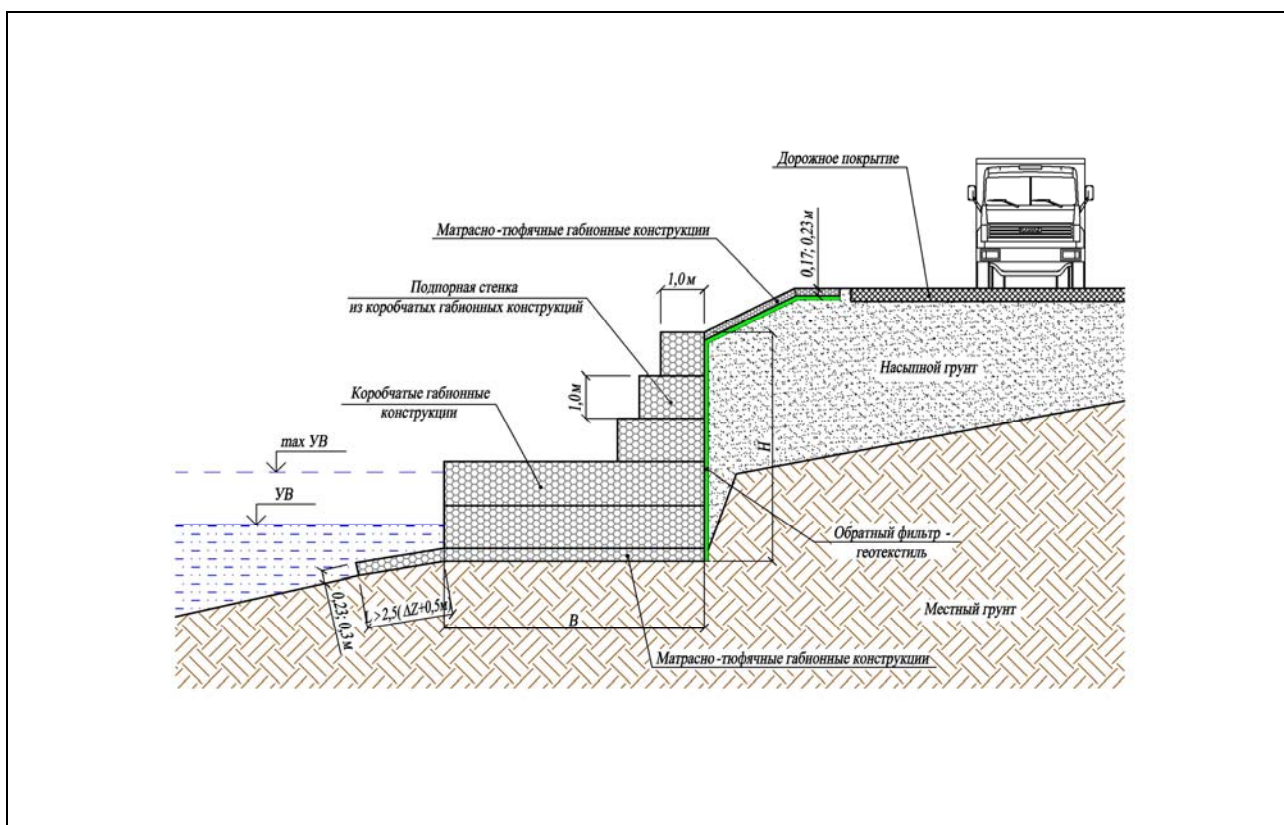 Дорожное покрытие
Матрасно-тюфячные габионные конструкции
0,17; 0,23 м
Подпорная стенка
из коробчатых габионных конструкций
1,0 м
Насыпной грунт
1,0 м
Коробчатые габионные
конструкции
H
max УВ
УВ
Обратный фильтр -
геотекстиль
0,23; 0,3 м
L > 2,5( ΔZ+0,5м)
B
Местный грунт
Матрасно-тюфячные габионные конструкции